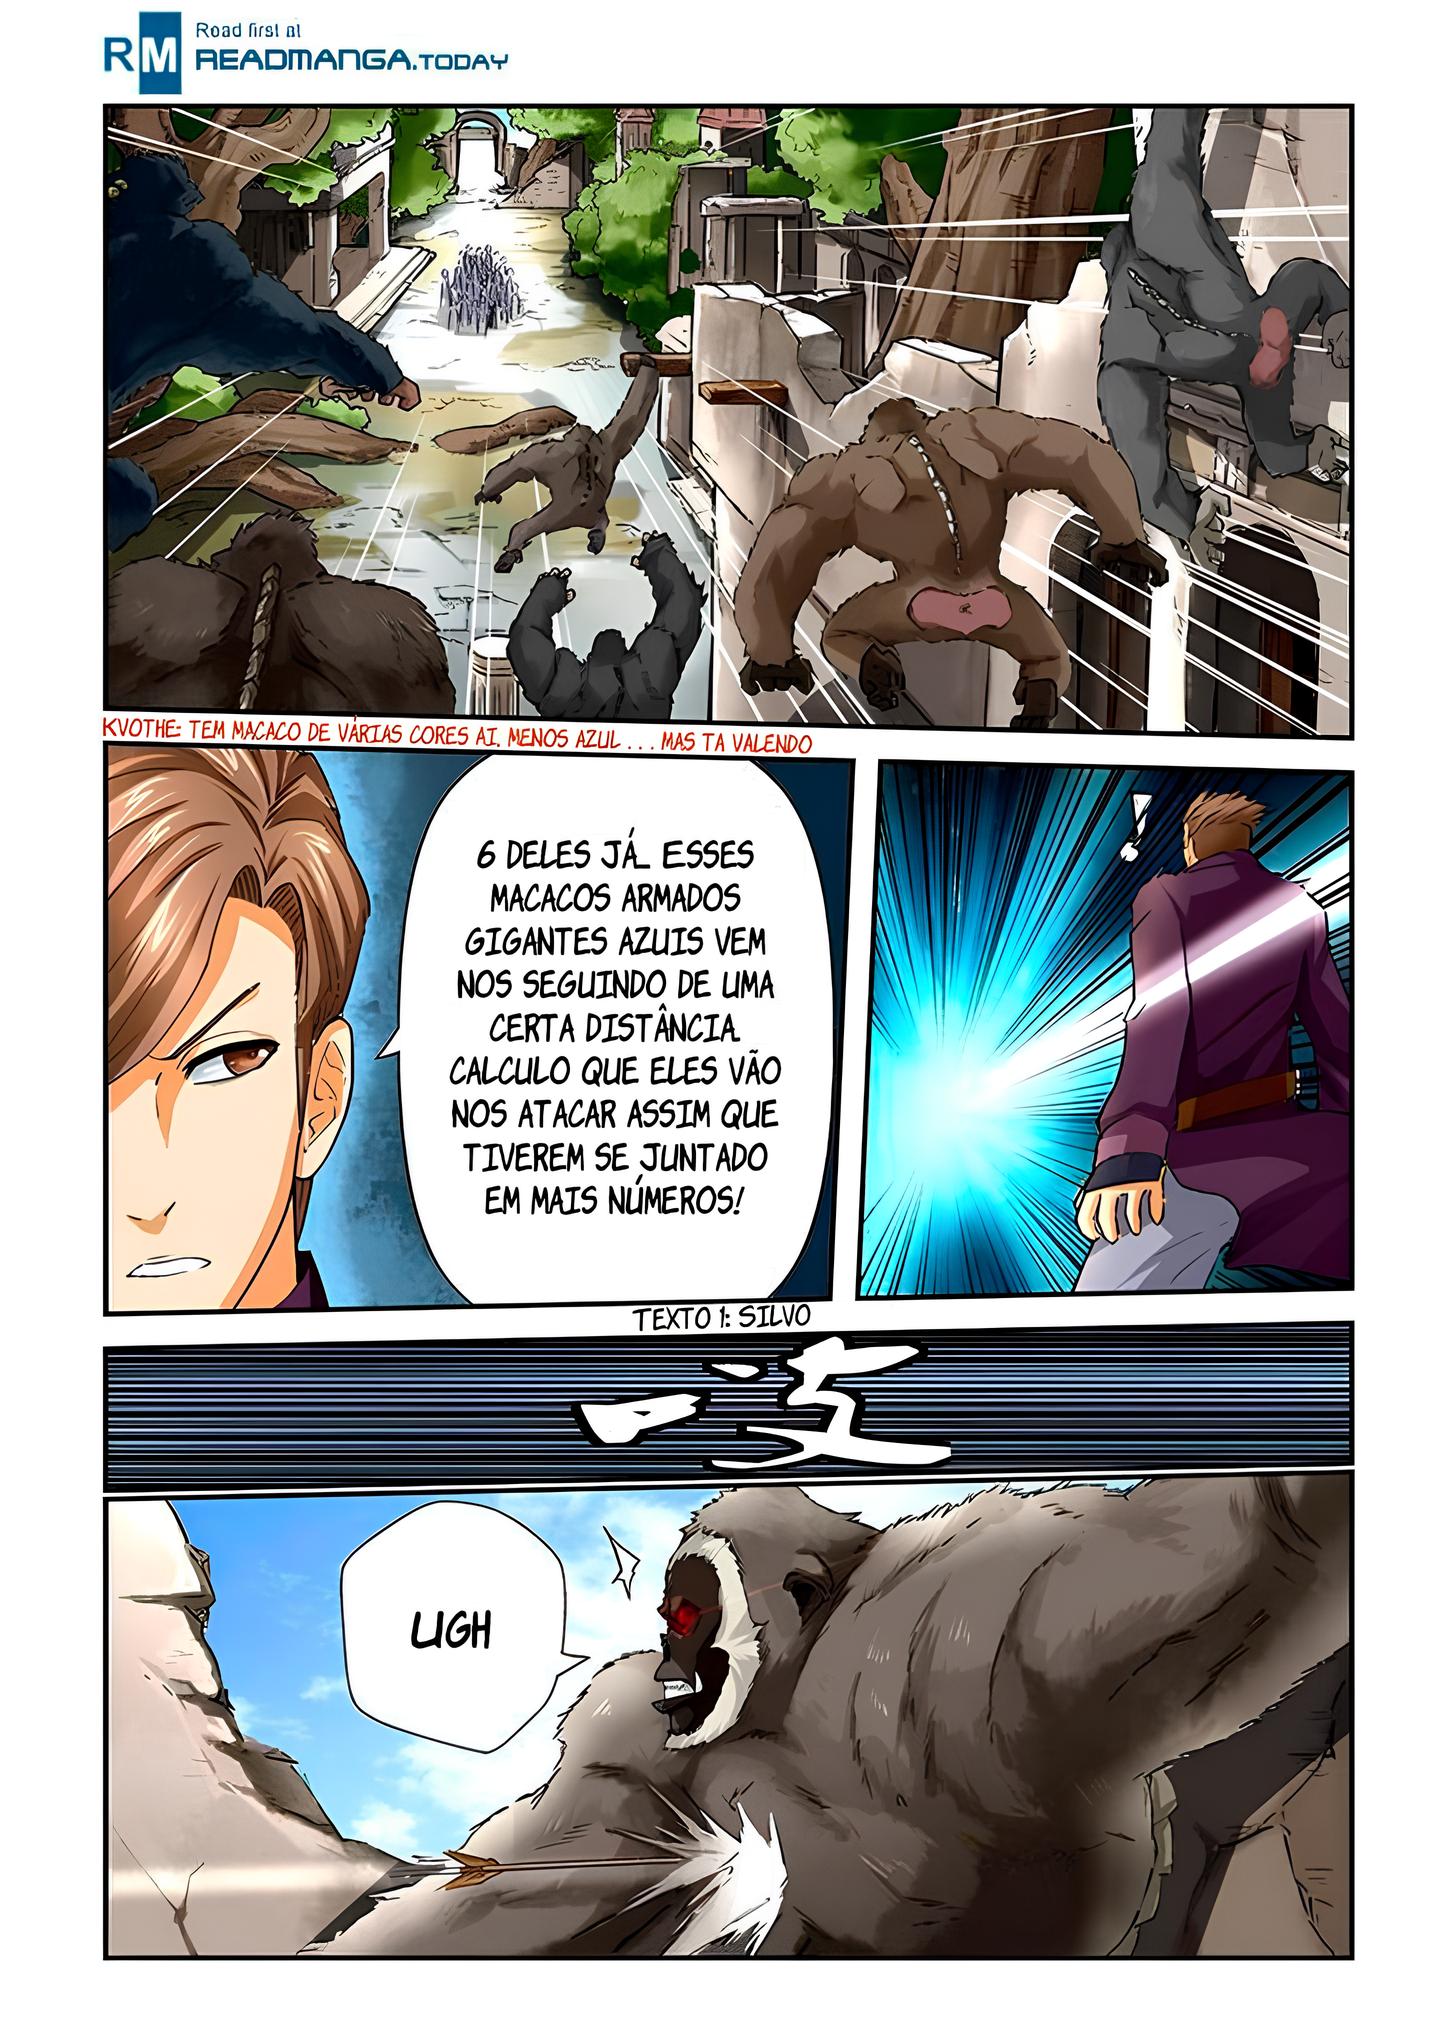 RM
Read first at
READMANGA.TODAY
KVOTHE: TEM MACACO DE VÁRIAS CORES AI, MENOS AZUL . . . MAS TA VALENDO
6 DELES JÁ... ESSES
MACACOS ARMADOS
GIGANTES AZUIS VEM
NOS SEGUINDO DE UMA
CERTA DISTÂNCIA.
CALCULO QUE ELES VÃO
NOS ATACAR ASSIM QUE
TIVEREM SE JUNTADO
EM MAIS NÚMEROS!
!
TEXTO 1: SILVO
UGH